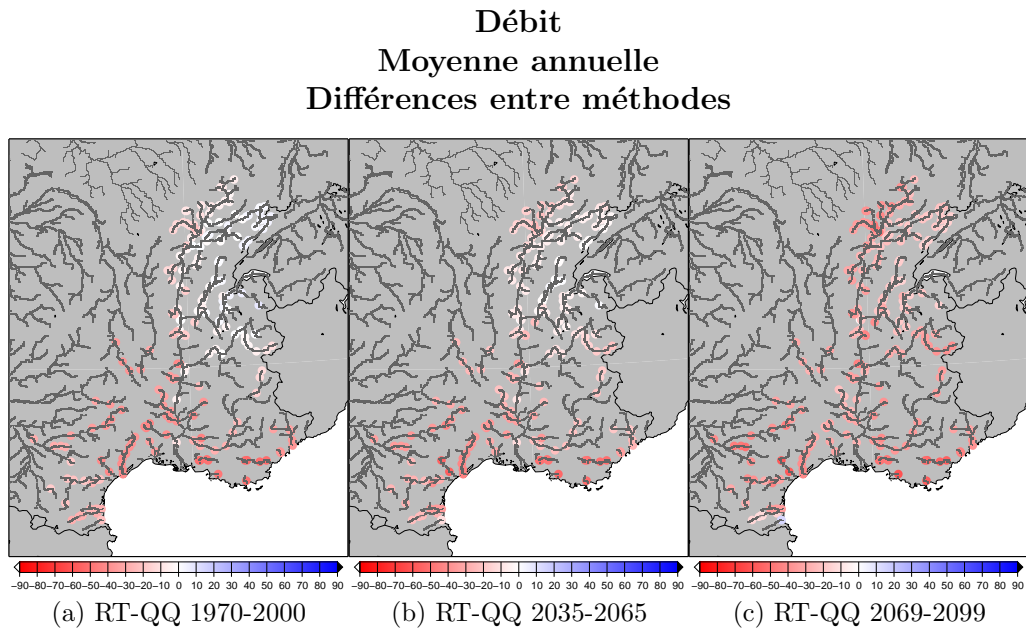 Débit
Moyenne annuelle
Différences entre méthodes
−90−80−70−60−50−40−30−20−10 0 10 20 30 40 50 60 70 80 90
−90−80−70−60−50−40−30−20−10 0 10 20 30 40 50 60 70 80 90
−90−80−70−60−50−40−30−20−10 0 10 20 30 40 50 60 70 80 90
(a) RT-QQ 1970-2000
(b) RT-QQ 2035-2065
(c) RT-QQ 2069-2099